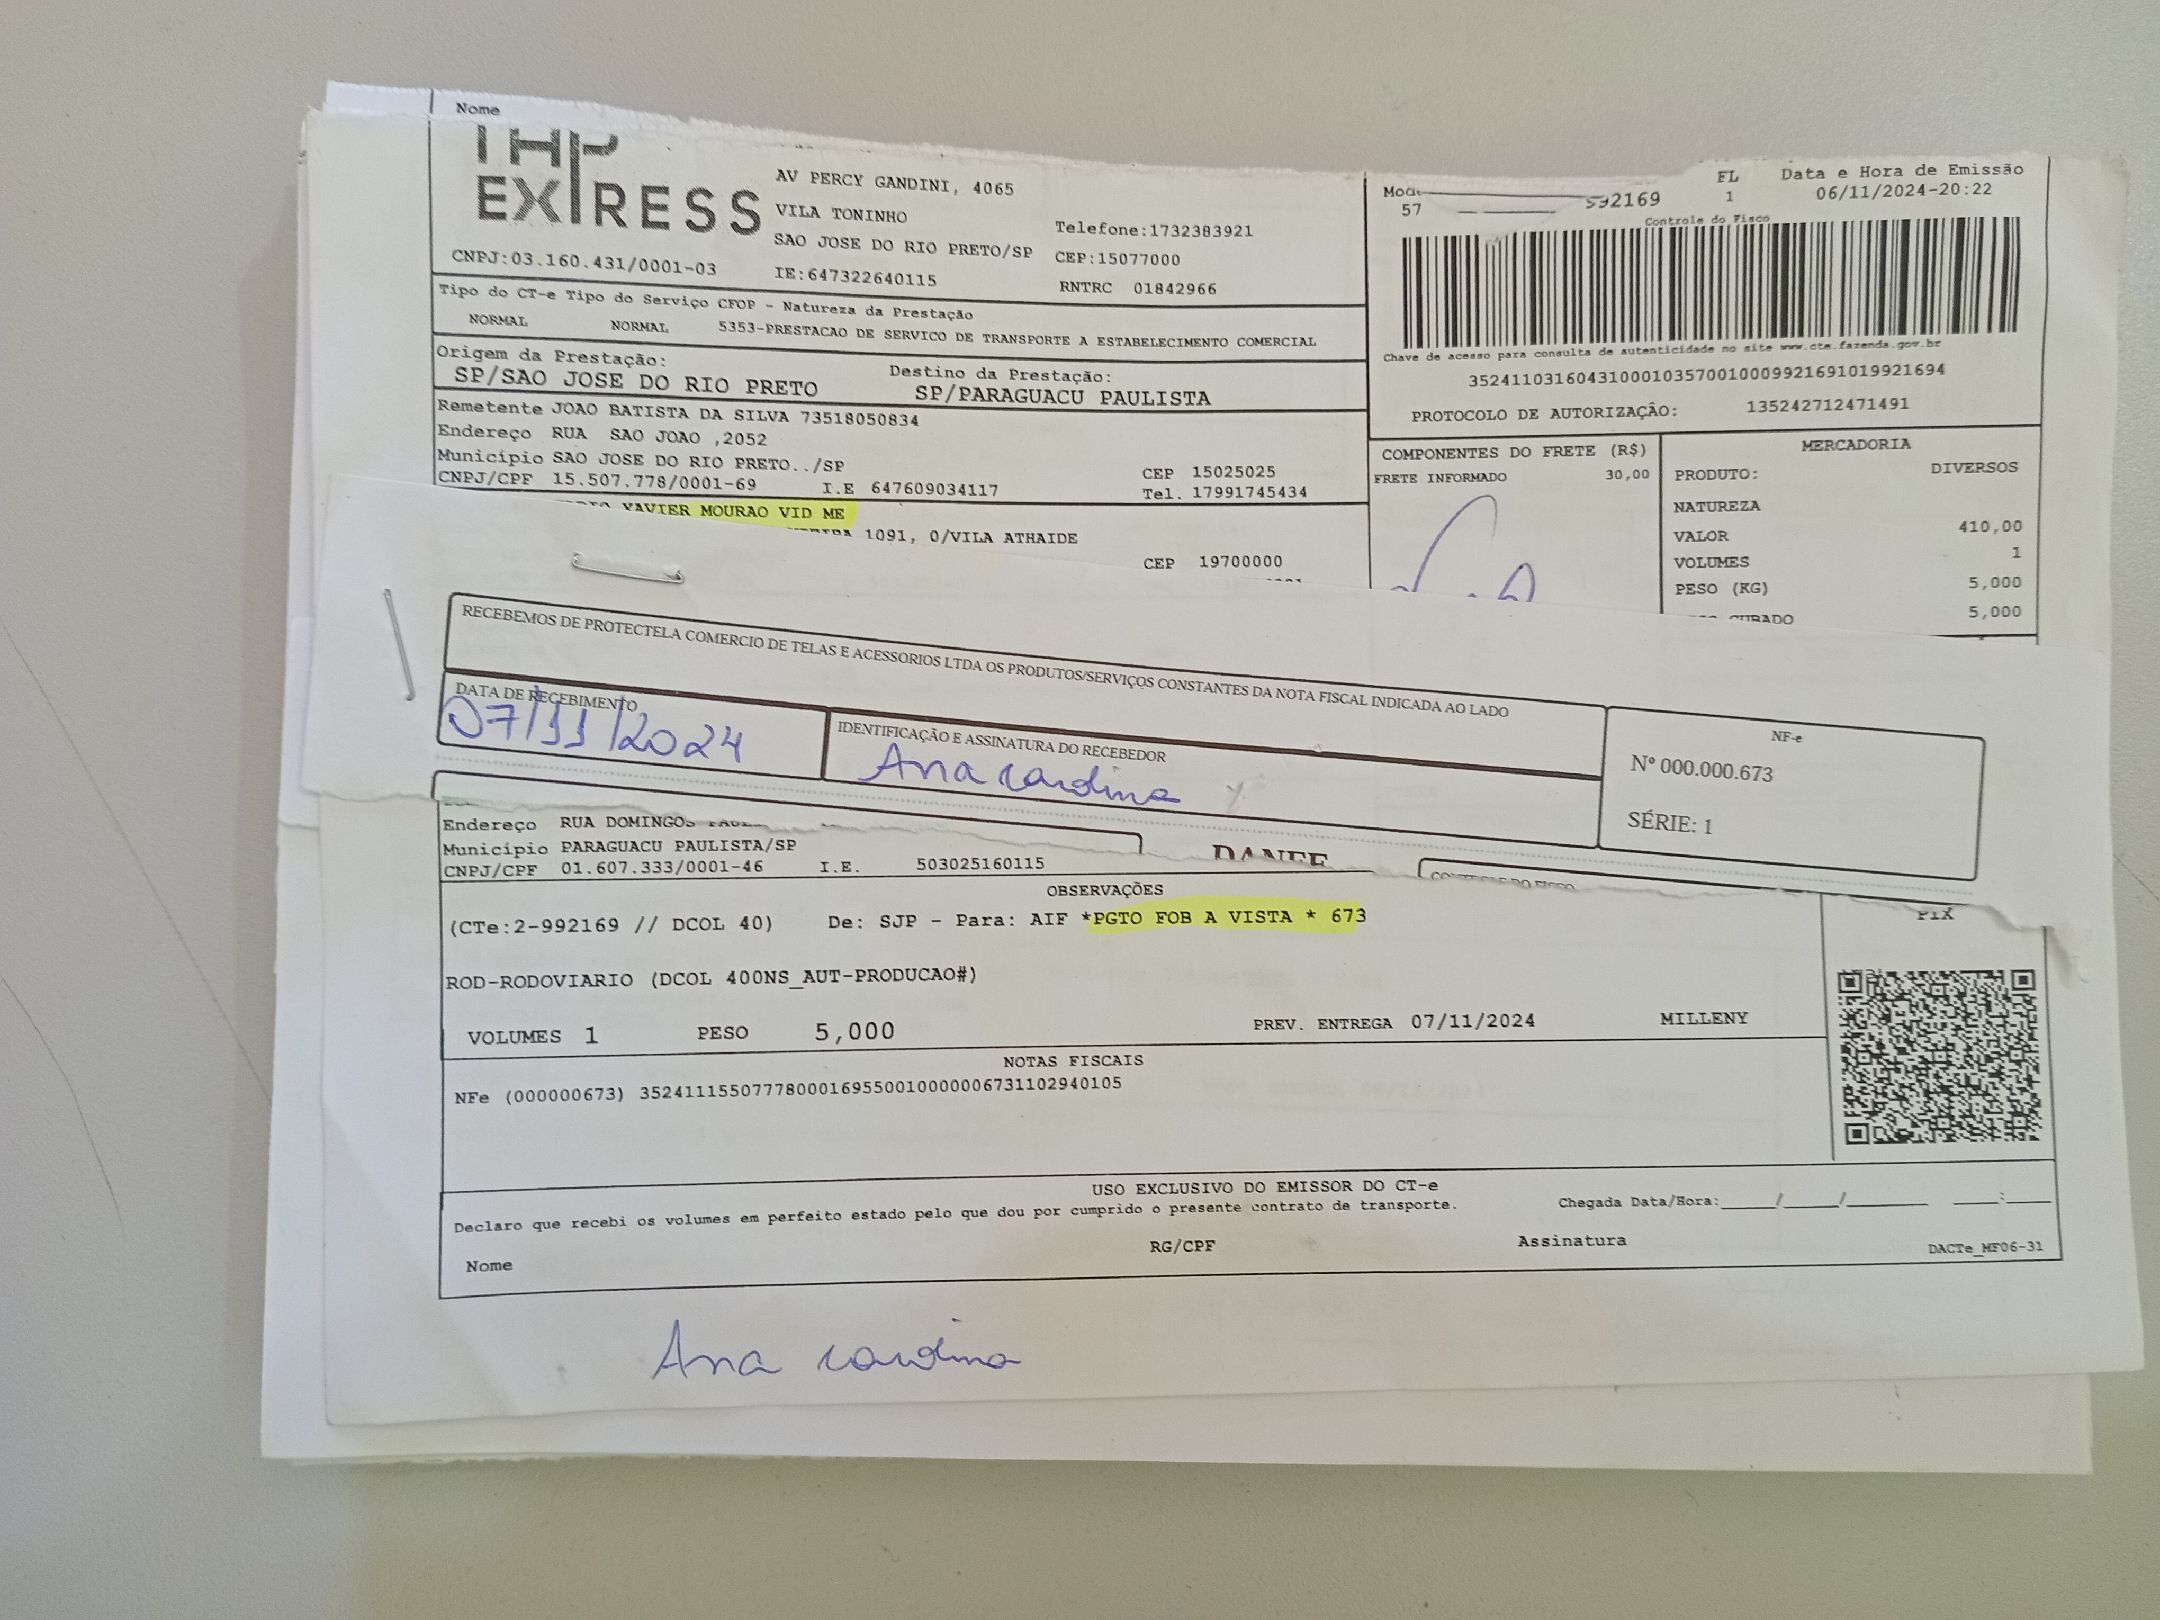 Nome
EXPRESS
AV PERCY GANDINI, 4065
VILA TONINHO
SAO JOSE DO RIO PRETO/SP
Telefone:1732383921
CEP:15077000
CNPJ:03.160.431/0001-03
IE:647322640115
RNTRC 01842966
FL
1
Data e Hora de Emissão
06/11/2024-20:22
57
Controle do Fisco
Tipo do CT-e Tipo do Serviço CFOP - Natureza da Prestação
NORMAL NORMAL 5353-PRESTACAO DE SERVICO DE TRANSPORTE A ESTABELECIMENTO COMERCIAL
Chave de acesso para consulta de autenticidade no site www.cte.fazenda.gov.br
35241103160431000103570010009921691019921694
PROTOCOLO DE AUTORIZAÇÃO: 135242712471491
Origem da Prestação:
SP/SAO JOSE DO RIO PRETO
Destino da Prestação:
SP/PARAGUACU PAULISTA
Remetente JOAO BATISTA DA SILVA 73518050834
Endereço RUA SAO JOAO ,2052
Município SAO JOSE DO RIO PRETO../SP
CEP 15025025
CNPJ/CPF 15.507.778/0001-69 I.E 647609034117 Tel. 17991745434
COMPONENTES DO FRETE (R$)
FRETE INFORMADO 30,00
MERCADORIA
PRODUTO: DIVERSOS
NATUREZA
VALOR 410,00
VOLUMES 1
PESO (KG) 5,000
5,000
XAVIER MOURAO VID ME
1091, 0/VILA ATHAIDE
CEP 19700000
RECEBEMOS DE PROTECTELA COMERCIO DE TELAS E ACESSORIOS LTDA OS PRODUTOS/SERVIÇOS CONSTANTES DA NOTA FISCAL INDICADA AO LADO
DATA DE RECEBIMENTO
07/11/2024
IDENTIFICAÇÃO E ASSINATURA DO RECEBEDOR
Ana carolina
NF-e
Nº 000.000.673
SÉRIE: 1
DANFE
Endereço RUA DOMINGOS
Município PARAGUACU PAULISTA/SP
CNPJ/CPF 01.607.333/0001-46 I.E. 503025160115
OBSERVAÇÕES
(CTe:2-992169 // DCOL 40) De: SJP - Para: AIF *PGTO FOB A VISTA * 673
PIX
ROD-RODOVIARIO (DCOL 400NS_AUT-PRODUCAO#)
VOLUMES 1 PESO 5,000 PREV. ENTREGA 07/11/2024 MILLENY
NOTAS FISCAIS
NFe (000000673) 35241115507778000169550010000006731102940105
USO EXCLUSIVO DO EMISSOR DO CT-e
Declaro que recebi os volumes em perfeito estado pelo que dou por cumprido o presente contrato de transporte.
Chegada Data/Hora:____/____/______ ___:___
Nome RG/CPF Assinatura
DACTe_MF06-31
Ana carolina